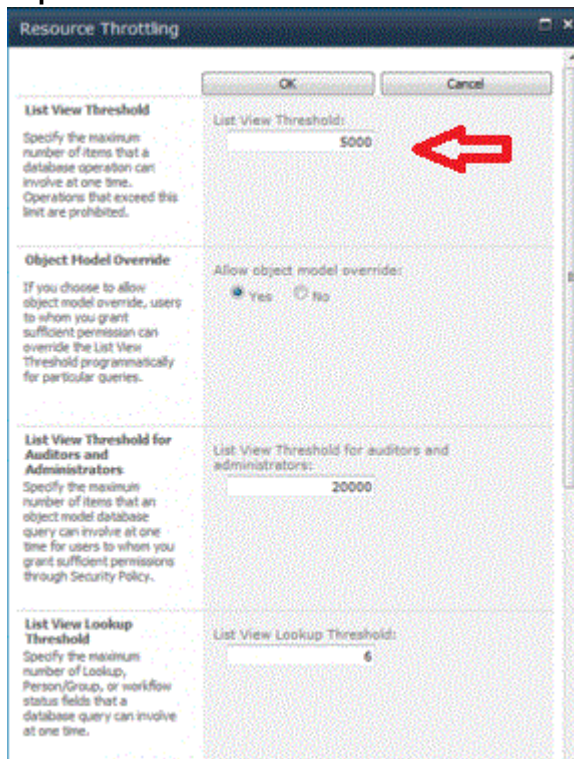 Resource Throttling
OK Cancel
List View Threshold
Specify the maximum
number of items that a
database operation can
involve at one time.
Operations that exceed this
limit are prohibited.
List View Threshold:
5000
Object Model Override
If you choose to allow
object model override, users
to whom you grant
sufficient permission can
override the List View
Threshold programmatically
for particular queries.
Allow object model override:
Yes No
List View Threshold for
Auditors and
Administrators
Specify the maximum
number of items that an
object model database
query can involve at one
time for users to whom you
grant sufficient permissions
through Security Policy.
List View Threshold for auditors and
administrators:
20000
List View Lookup
Threshold
Specify the maximum
number of Lookup,
Person/Group, or workflow
status fields that a
database query can involve
at one time.
List View Lookup Threshold:
6